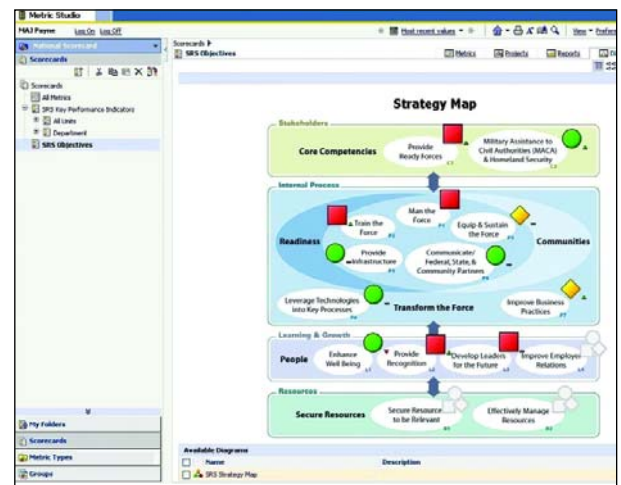 Metric Studio
MAJ Payne Log On Log Off
Most recent values
View
National Scorecard
Scorecards
Scorecards
SRS Objectives
Metrics Projects Reports
Scorecards
All Metrics
SRS Key Performance Indicators
All Units
Department
SRS Objectives
Strategy Map
Stakeholders
Core Competencies
Provide
Ready Forces
Military Assistance to
Civil Authorities (MACA)
& Homeland Security
Internal Process
Readiness
Train the
Force
Man the
Force
Equip & Sustain
the Force
Communities
Provide
Infrastructure
Communicate/
Federal, State, &
Community Partners
Leverage Technologies
into Key Processes
Transform the Force
Improve Business
Practices
Learning & Growth
People
Enhance
Well Being
Provide
Recognition
Develop Leaders
for the Future
Improve Employer
Relations
Resources
Secure Resources
Secure Resource
to be Relevant
Effectively Manage
Resources
My Folders
Scorecards
Metric Types
Groups
Available Diagrams
Name Description
SRS Strategy Map